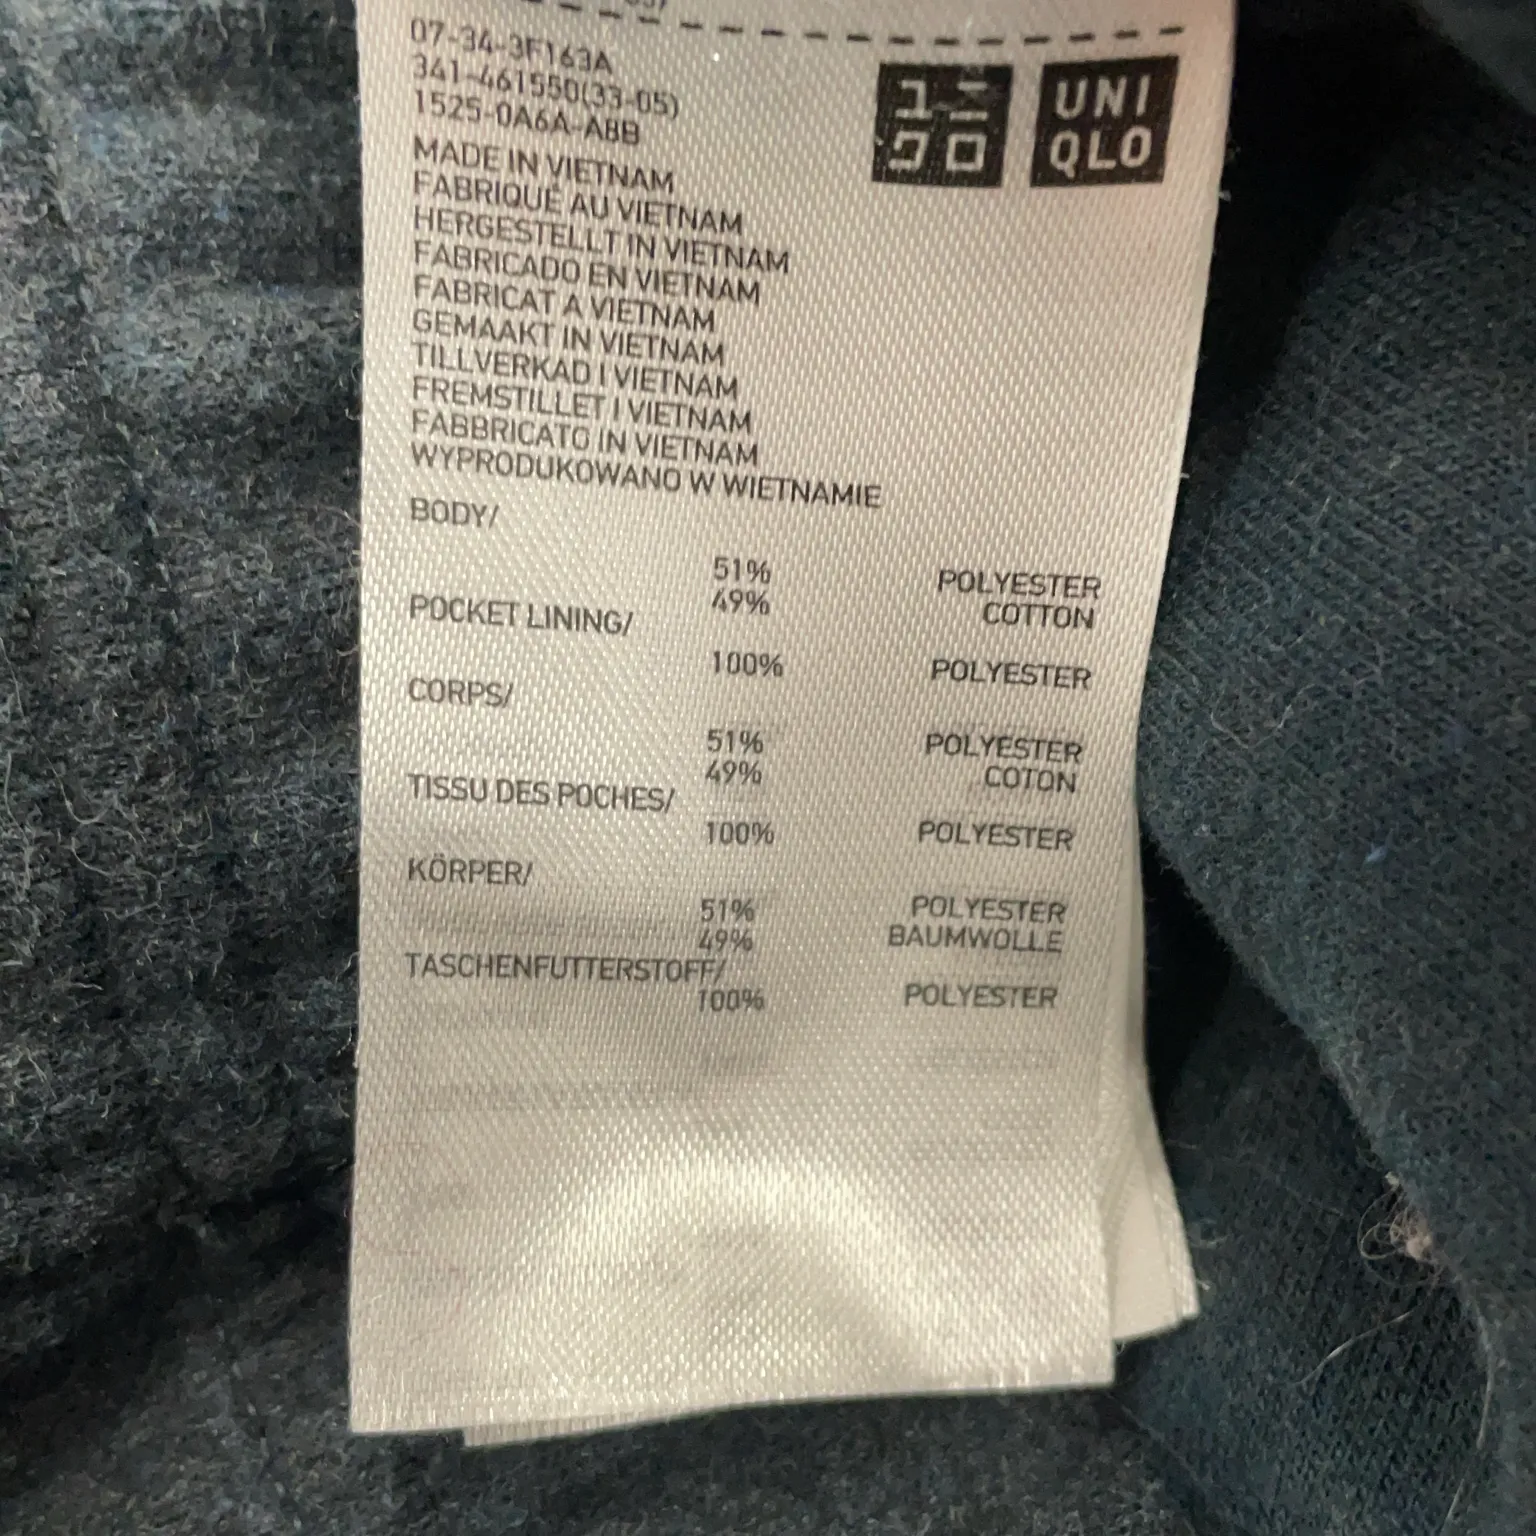 07-34-3F163A
341-461550(33-05)
1525-0A6A-A8B
ユニ
クロ
UNI
QLO
MADE IN VIETNAM
FABRIQUÉ AU VIETNAM
HERGESTELLT IN VIETNAM
FABRICADO EN VIETNAM
FABRICAT A VIETNAM
GEMAAKT IN VIETNAM
TILLVERKAD I VIETNAM
FREMSTILLET I VIETNAM
FABBRICATO IN VIETNAM
WYPRODUKOWANO W WIETNAMIE
BODY/
51% POLYESTER
49% COTTON
POCKET LINING/
100% POLYESTER
CORPS/
51% POLYESTER
49% COTON
TISSU DES POCHES/
100% POLYESTER
KÖRPER/
51% POLYESTER
49% BAUMWOLLE
TASCHENFUTTERSTOFF/
100% POLYESTER